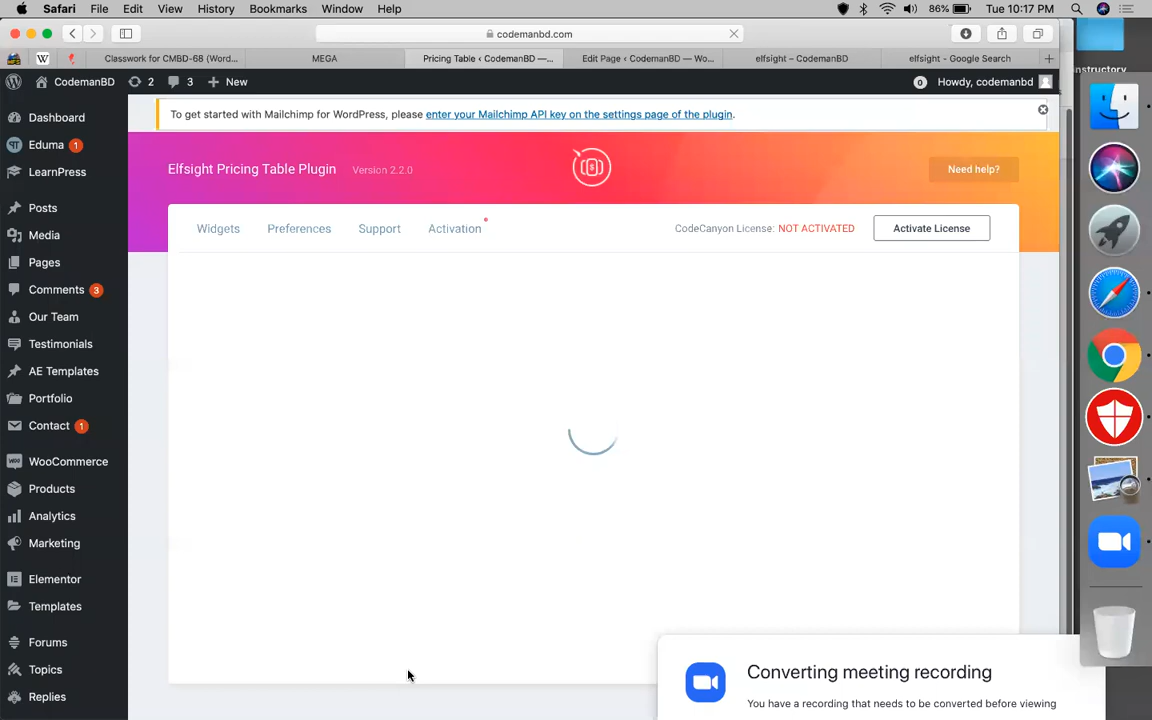 Safari File Edit View History Bookmarks Window Help 86% Tue 10:17 PM
codemanbd.com
W Classwork for CMBD-68 (Word... MEGA Pricing Table ‹ CodemanBD —... Edit Page ‹ CodemanBD — Wo... elfsight – CodemanBD elfsight - Google Search
nstructory
CodemanBD 2 3 New 0 Howdy, codemanbd
To get started with Mailchimp for WordPress, please enter your Mailchimp API key on the settings page of the plugin.
Dashboard
Eduma 1
LearnPress
Posts
Media
Pages
Comments 3
Our Team
Testimonials
AE Templates
Portfolio
Contact 1
WooCommerce
Products
Analytics
Marketing
Elementor
Templates
Forums
Topics
Replies
Elfsight Pricing Table Plugin Version 2.2.0 Need help?
Widgets Preferences Support Activation CodeCanyon License: NOT ACTIVATED Activate License
Converting meeting recording
You have a recording that needs to be converted before viewing